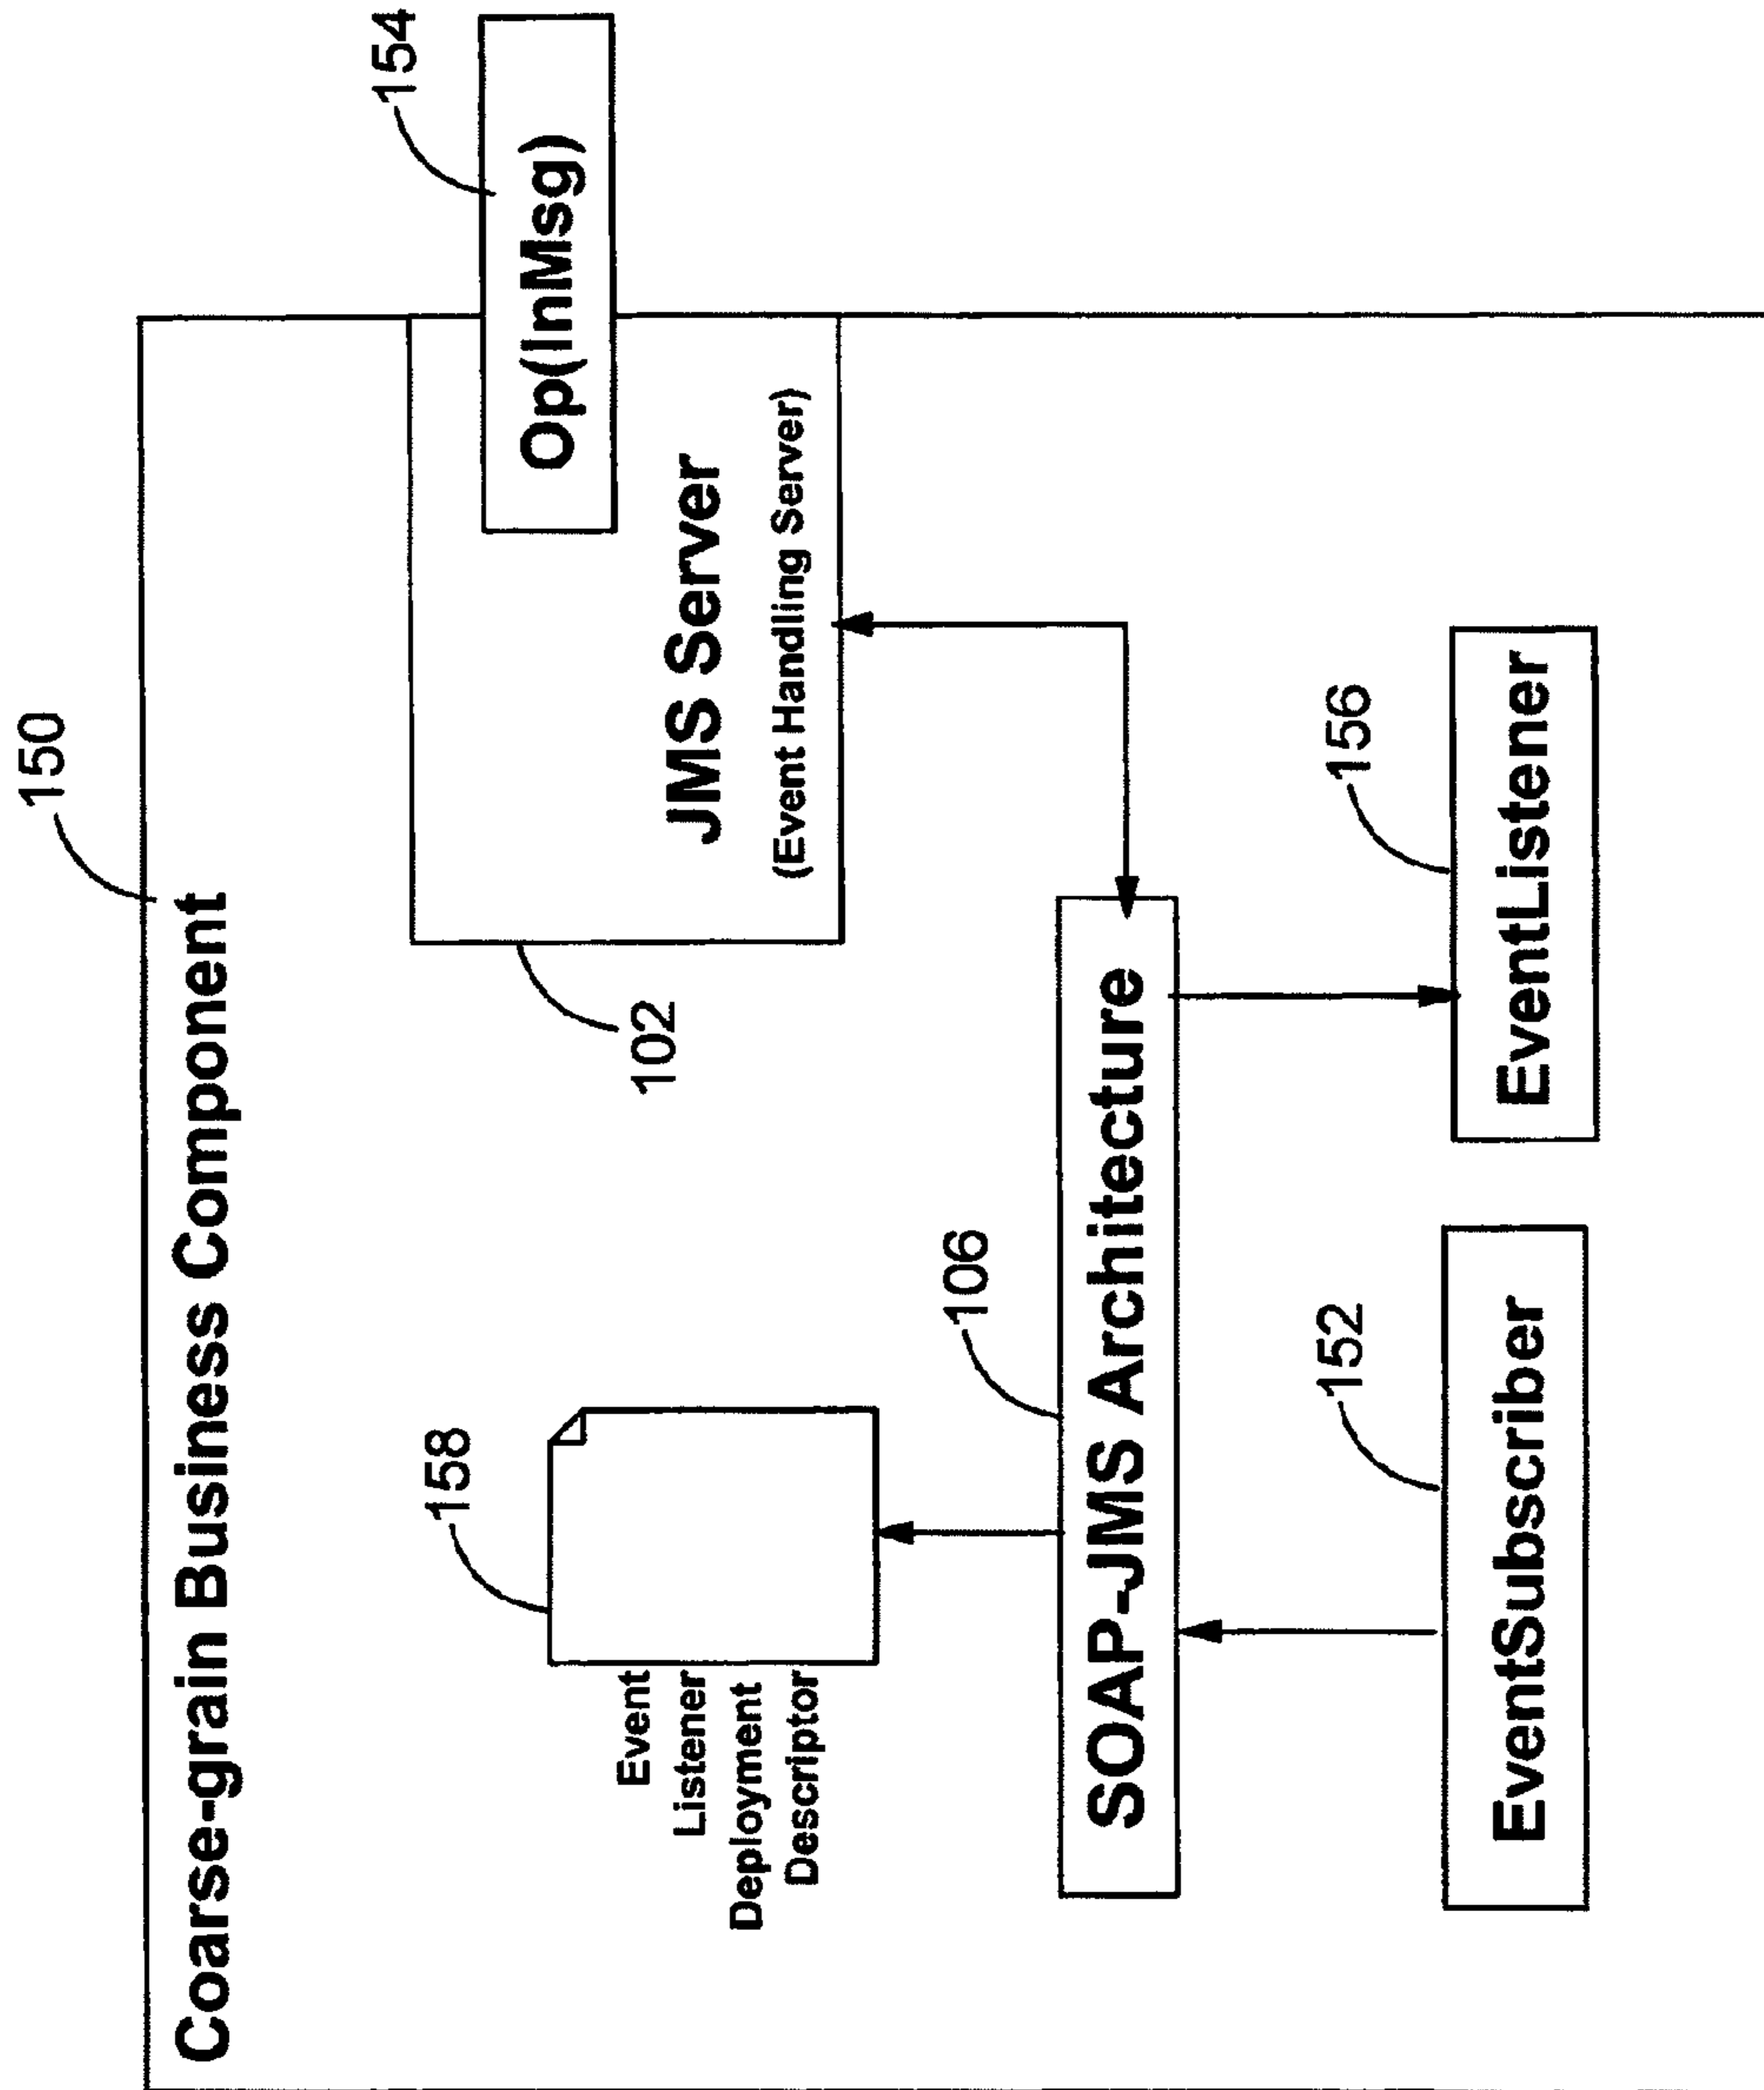 150
Coarse-grain Business Component
154
Op(InMsg)
JMS Server
(Event Handling Server)
102
158
Event
Listener
Deployment
Descriptor
106
SOAP-JMS Architecture
152
EventSubscriber
156
EventListener